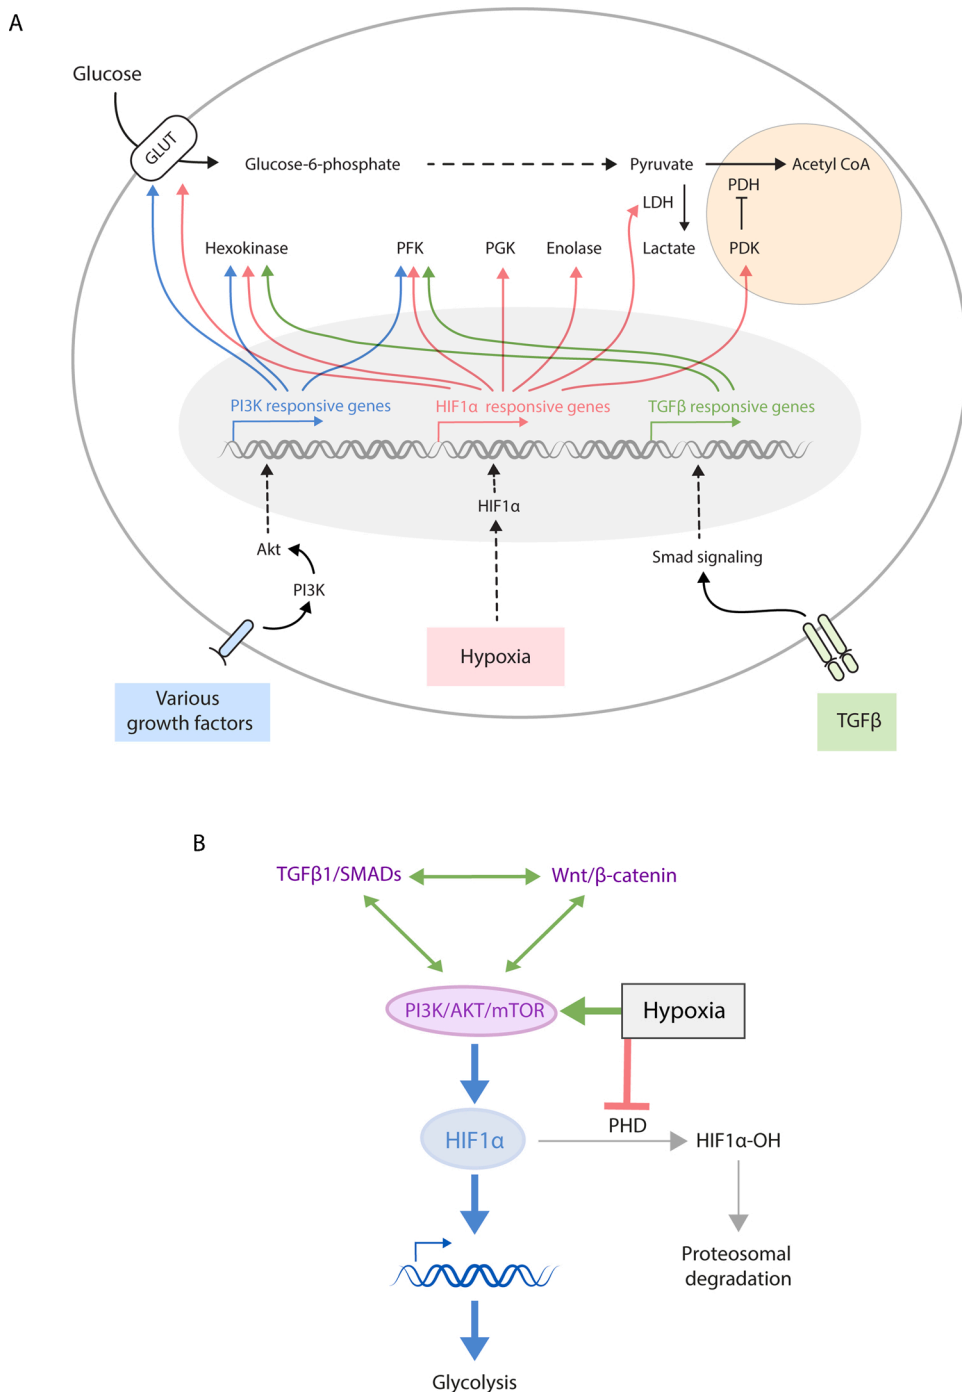 A
Glucose
GLUT
Glucose-6-phosphate
Pyruvate
Acetyl CoA
LDH
PDH
Hexokinase
PFK
PGK
Enolase
Lactate
PDK
PI3K responsive genes
HIF1α responsive genes
TGFβ responsive genes
HIF1α
Akt
Smad signaling
PI3K
Hypoxia
Various
growth factors
TGFβ
B
TGFβ1/SMADs
Wnt/β-catenin
PI3K/AKT/mTOR
Hypoxia
PHD
HIF1α
HIF1α-OH
Proteosomal
degradation
Glycolysis